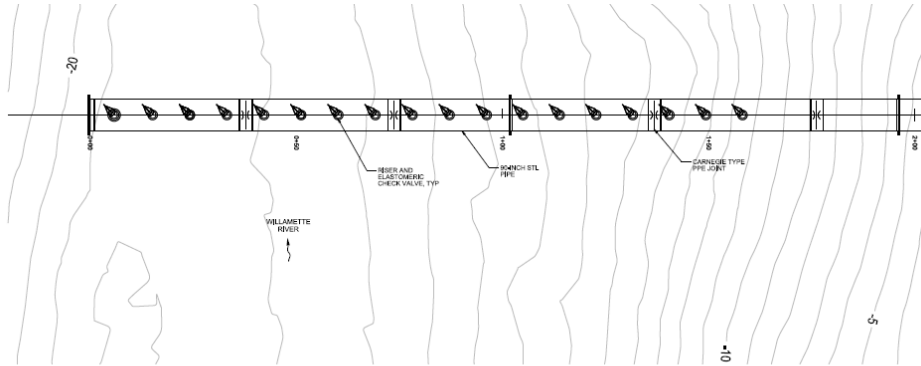 -20
0+00
0+50
1+00
1+50
2+00
RISER AND
ELASTOMERIC
CHECK VALVE, TYP
90-INCH STL
PIPE
CARNEGIE TYPE
PIPE JOINT
WILLAMETTE
RIVER
-5
-10